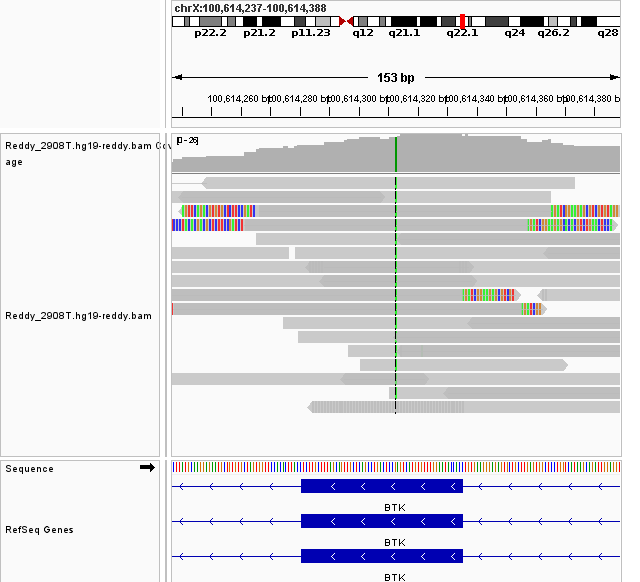 chrX:100,614,237-100,614,388
p22.2 p21.2 p11.23 q12 q21.1 q22.1 q24 q26.2 q28
153 bp
100,614,260 bp 100,614,280 bp 100,614,300 bp 100,614,320 bp 100,614,340 bp 100,614,360 bp 100,614,380 b
Reddy_2908T.hg19-reddy.bam Cov
age
[0-26]
Reddy_2908T.hg19-reddy.bam
Sequence
BTK
RefSeq Genes
BTK
BTK